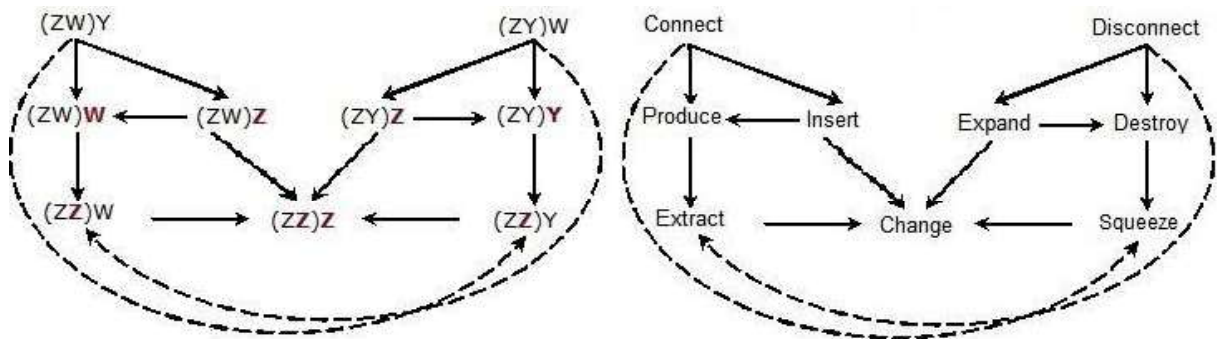 (ZW)Y (ZY)W Connect Disconnect
(ZW)W (ZW)Z (ZY)Z (ZY)Y Produce Insert Expand Destroy
(ZZ)W (ZZ)Z (ZZ)Y Extract Change Squeeze